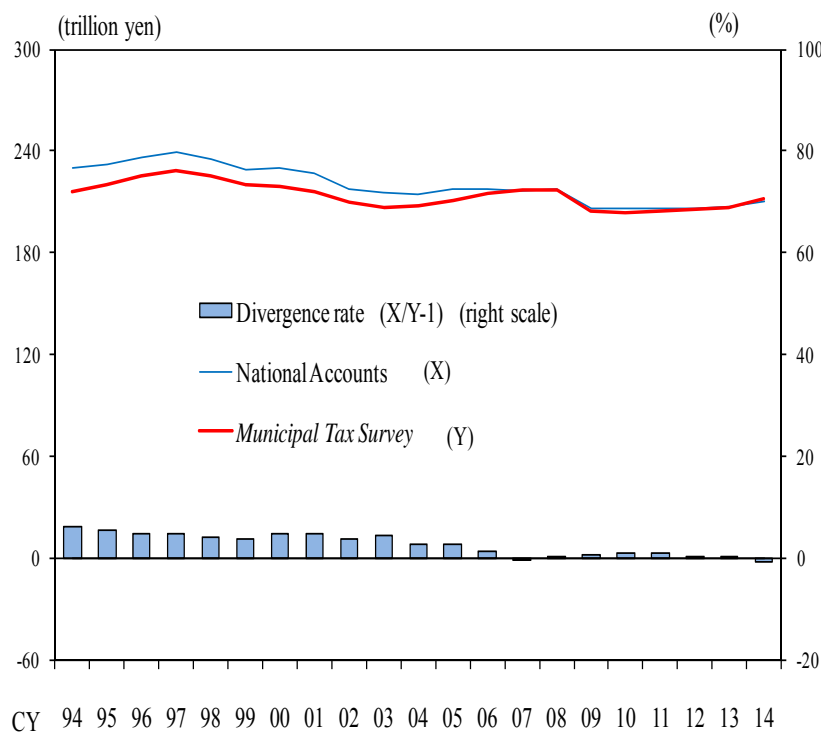 (trillion yen) (%)
300 100
240 80
180 60
120 40
60 20
0 0
-60 -20
Divergence rate (X/Y-1) (right scale)
National Accounts (X)
Municipal Tax Survey (Y)
CY 94 95 96 97 98 99 00 01 02 03 04 05 06 07 08 09 10 11 12 13 14